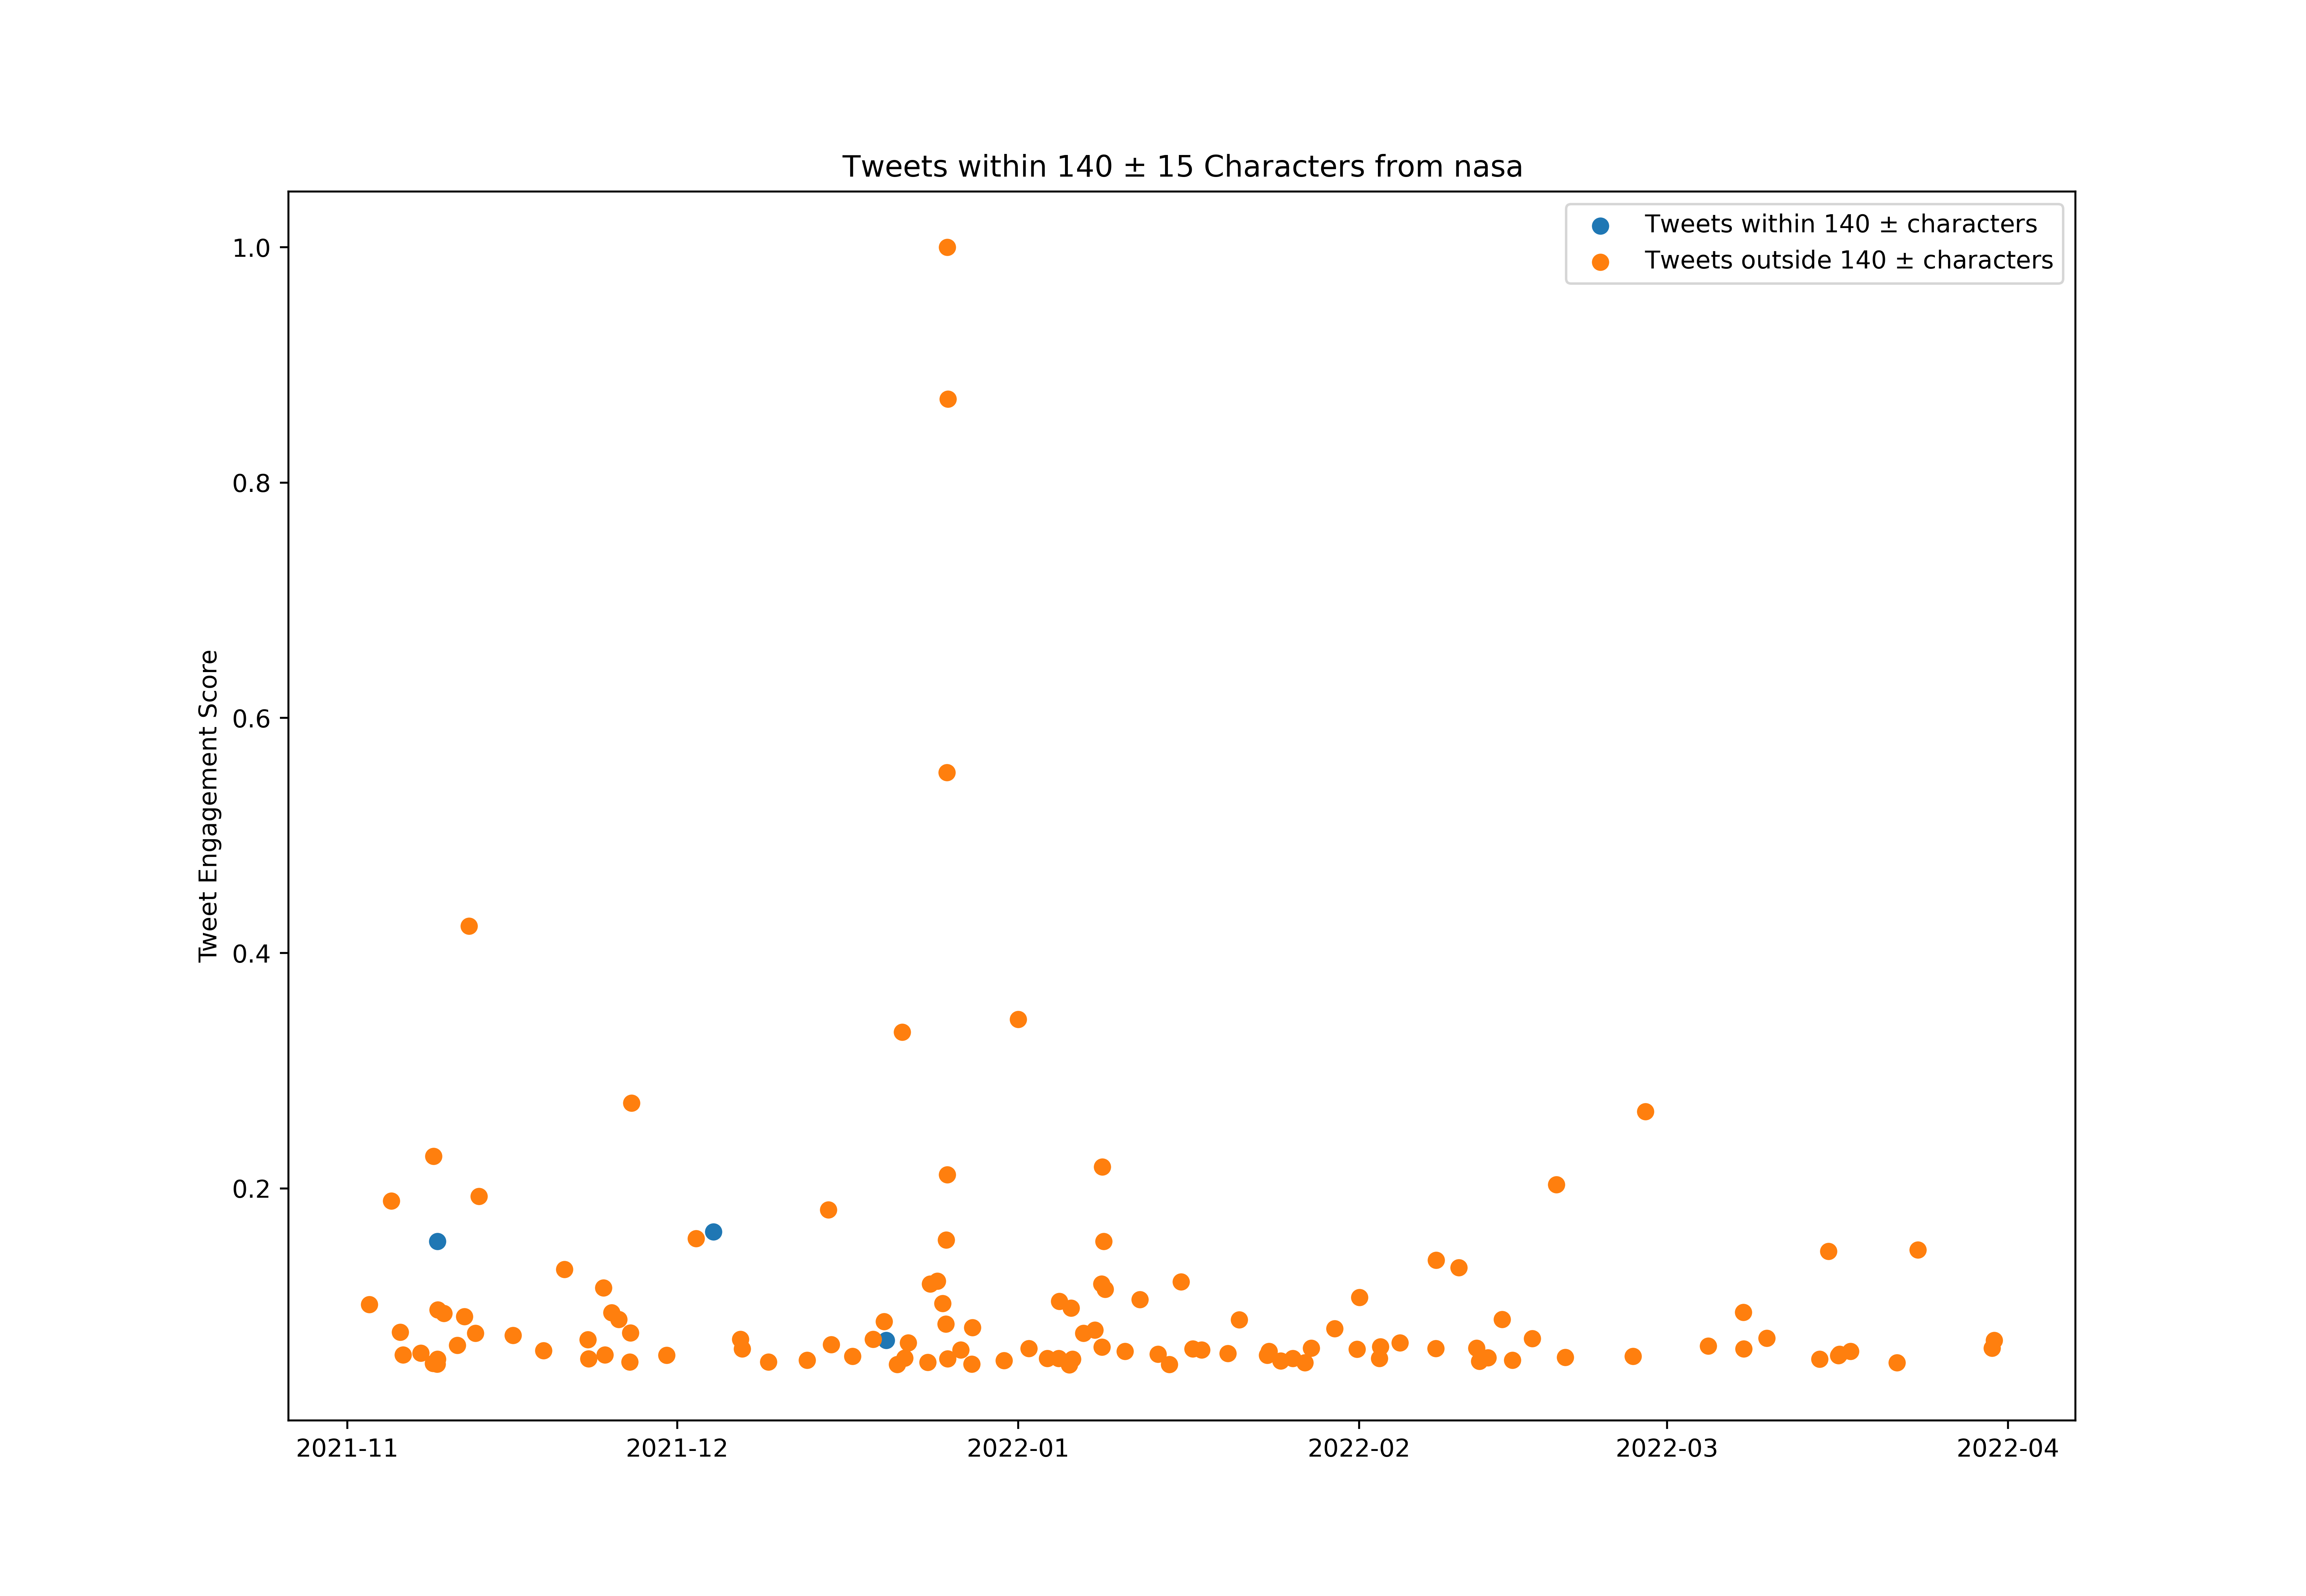 Tweets within 140 ± 15 Characters from nasa
Tweets within 140 ± characters
Tweets outside 140 ± characters
Tweet Engagement Score
1.0
0.8
0.6
0.4
0.2
2021-11
2021-12
2022-01
2022-02
2022-03
2022-04